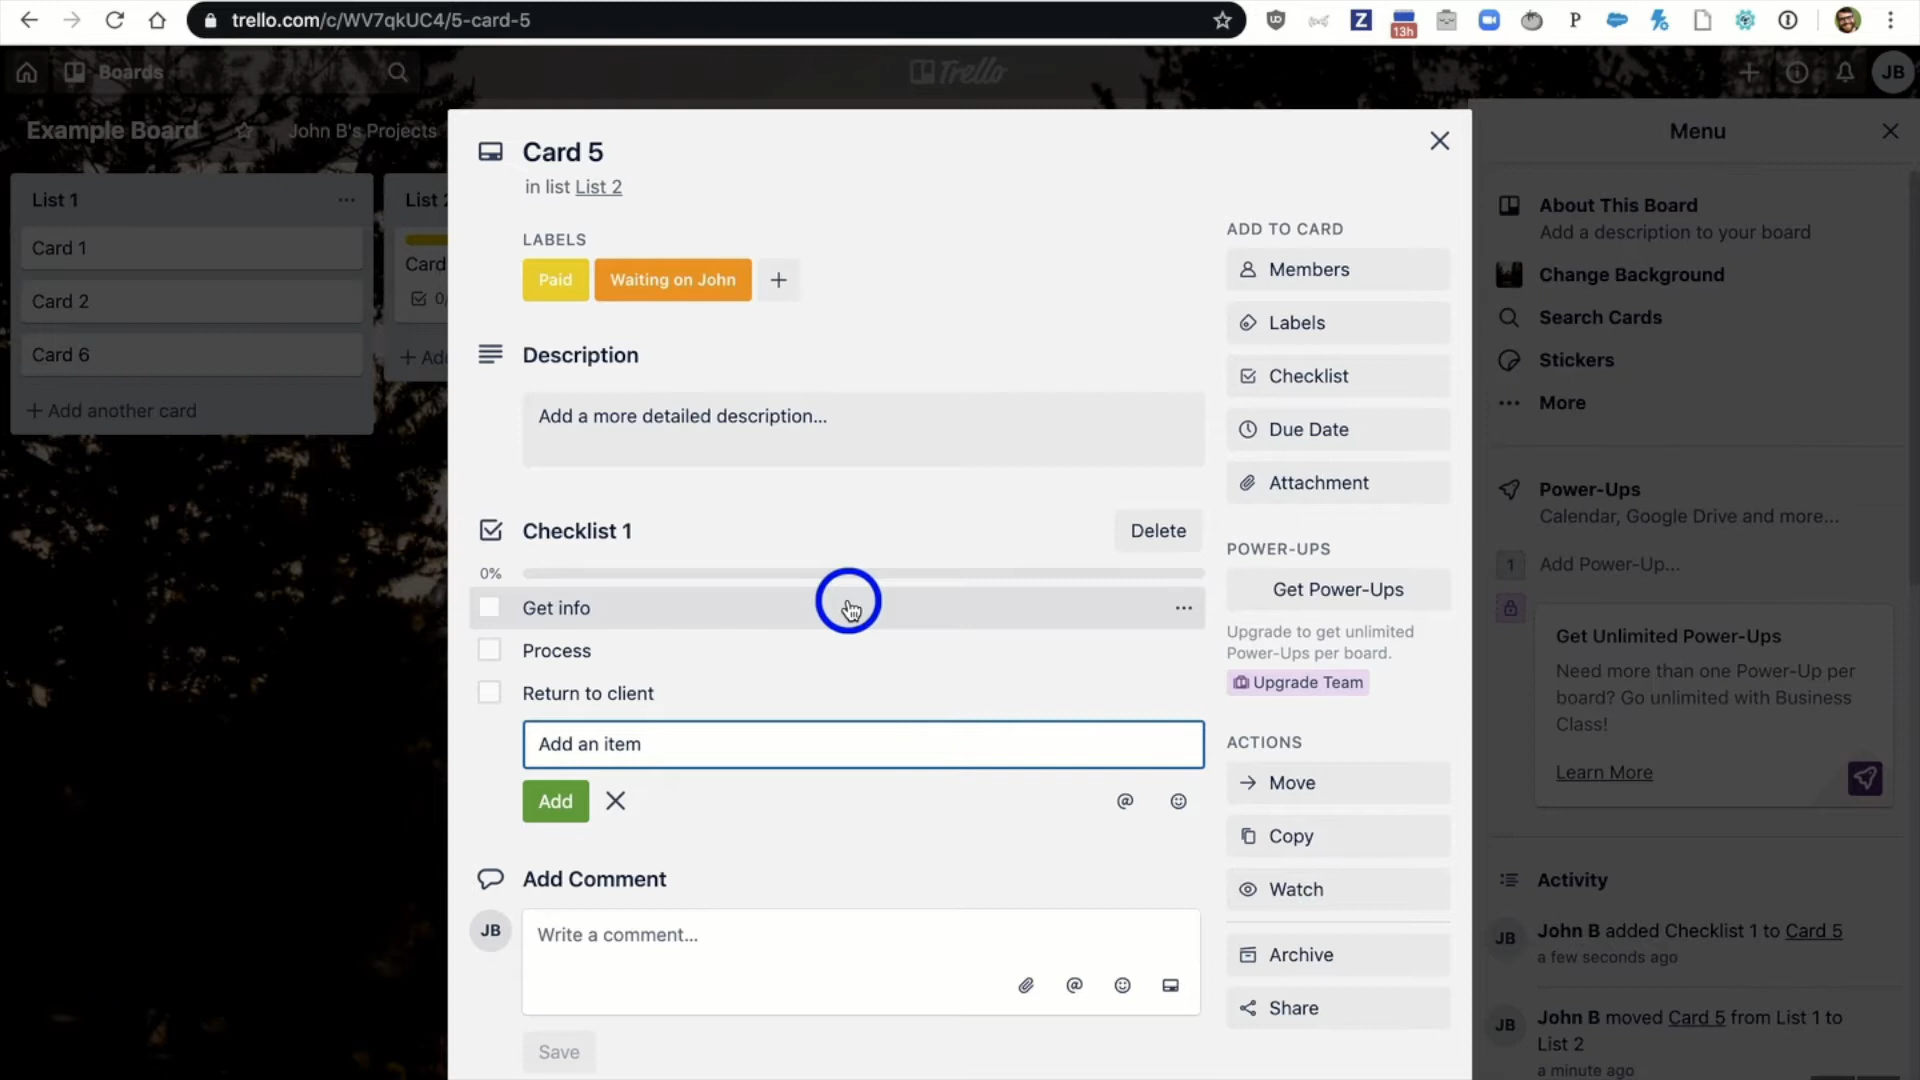 trello.com/c/WV7qkUC4/5-card-5
13h
Boards
Trello
JB
Example Board
John B's Projects
List 1
Card 1
Card 2
Card 6
+ Add another card
List 2
Card
0/
+ Add
Card 5
in list List 2
LABELS
Paid
Waiting on John
Description
Add a more detailed description...
Checklist 1
Delete
0%
Get info
Process
Return to client
Add an item
Add
Add Comment
JB
Write a comment...
Save
ADD TO CARD
Members
Labels
Checklist
Due Date
Attachment
POWER-UPS
Get Power-Ups
Upgrade to get unlimited
Power-Ups per board.
Upgrade Team
ACTIONS
Move
Copy
Watch
Archive
Share
Menu
About This Board
Add a description to your board
Change Background
Search Cards
Stickers
More
Power-Ups
Calendar, Google Drive and more...
1
Add Power-Up...
Get Unlimited Power-Ups
Need more than one Power-Up per
board? Go unlimited with Business
Class!
Learn More
Activity
JB
John B added Checklist 1 to Card 5
a few seconds ago
JB
John B moved Card 5 from List 1 to
List 2
a minute ago